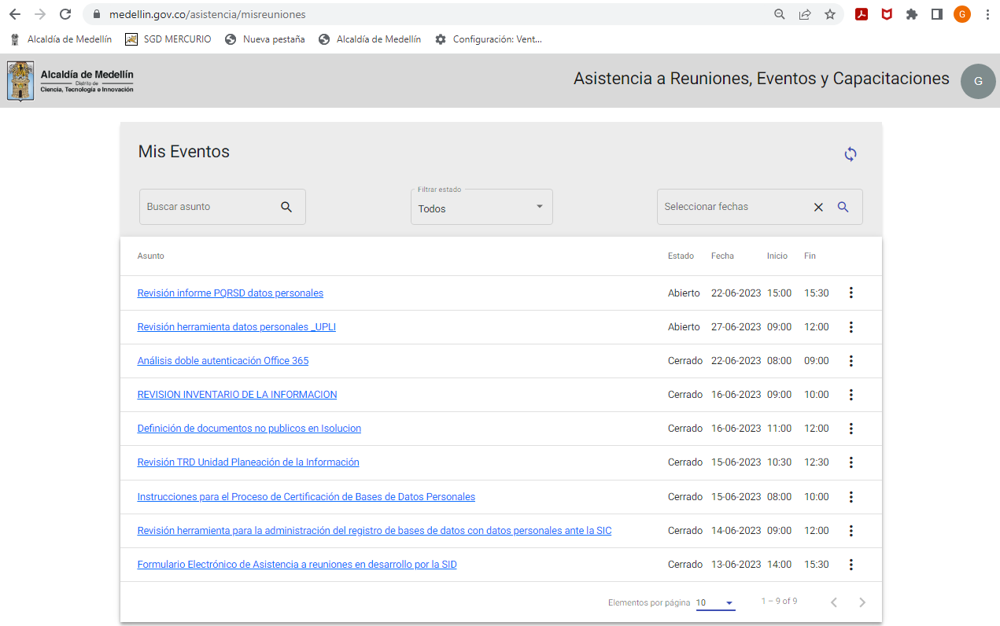 medellin.gov.co/asistencia/misreuniones
G
Alcaldía de Medellín SGD MERCURIO Nueva pestaña Alcaldía de Medellín Configuración: Vent...
Alcaldía de Medellín
Distrito de
Ciencia, Tecnología e Innovación
Asistencia a Reuniones, Eventos y Capacitaciones G
Mis Eventos
Filtrar estado
Buscar asunto Todos Seleccionar fechas
Asunto Estado Fecha Inicio Fin
Revisión informe PQRSD datos personales Abierto 22-06-2023 15:00 15:30
Revisión herramienta datos personales _UPLI Abierto 27-06-2023 09:00 12:00
Análisis doble autenticación Office 365 Cerrado 22-06-2023 08:00 09:00
REVISION INVENTARIO DE LA INFORMACION Cerrado 16-06-2023 09:00 10:00
Definición de documentos no publicos en Isolucion Cerrado 16-06-2023 11:00 12:00
Revisión TRD Unidad Planeación de la Información Cerrado 15-06-2023 10:30 12:30
Instrucciones para el Proceso de Certificación de Bases de Datos Personales Cerrado 15-06-2023 08:00 10:00
Revisión herramienta para la administración del registro de bases de datos con datos personales ante la SIC Cerrado 14-06-2023 09:00 12:00
Formulario Electrónico de Asistencia a reuniones en desarrollo por la SID Cerrado 13-06-2023 14:00 15:30
Elementos por página 10 1 – 9 of 9